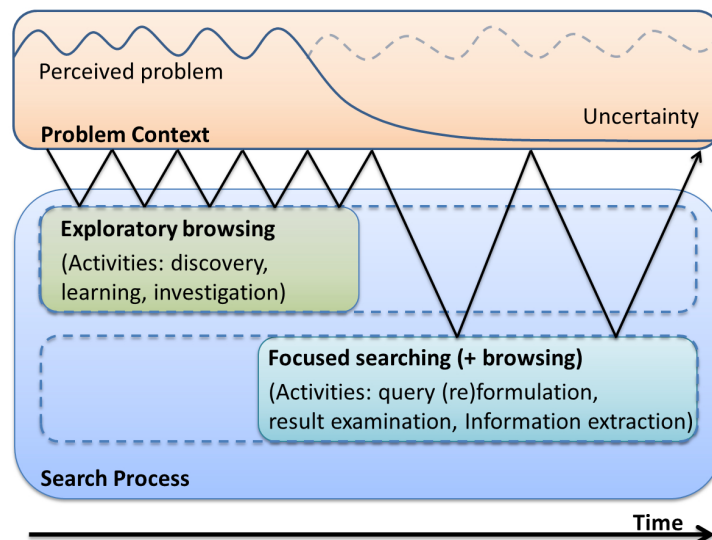 Perceived problem
Uncertainty
Problem Context
Exploratory browsing
(Activities: discovery,
learning, investigation)
Focused searching (+ browsing)
(Activities: query (re)formulation,
result examination, Information extraction)
Search Process
Time